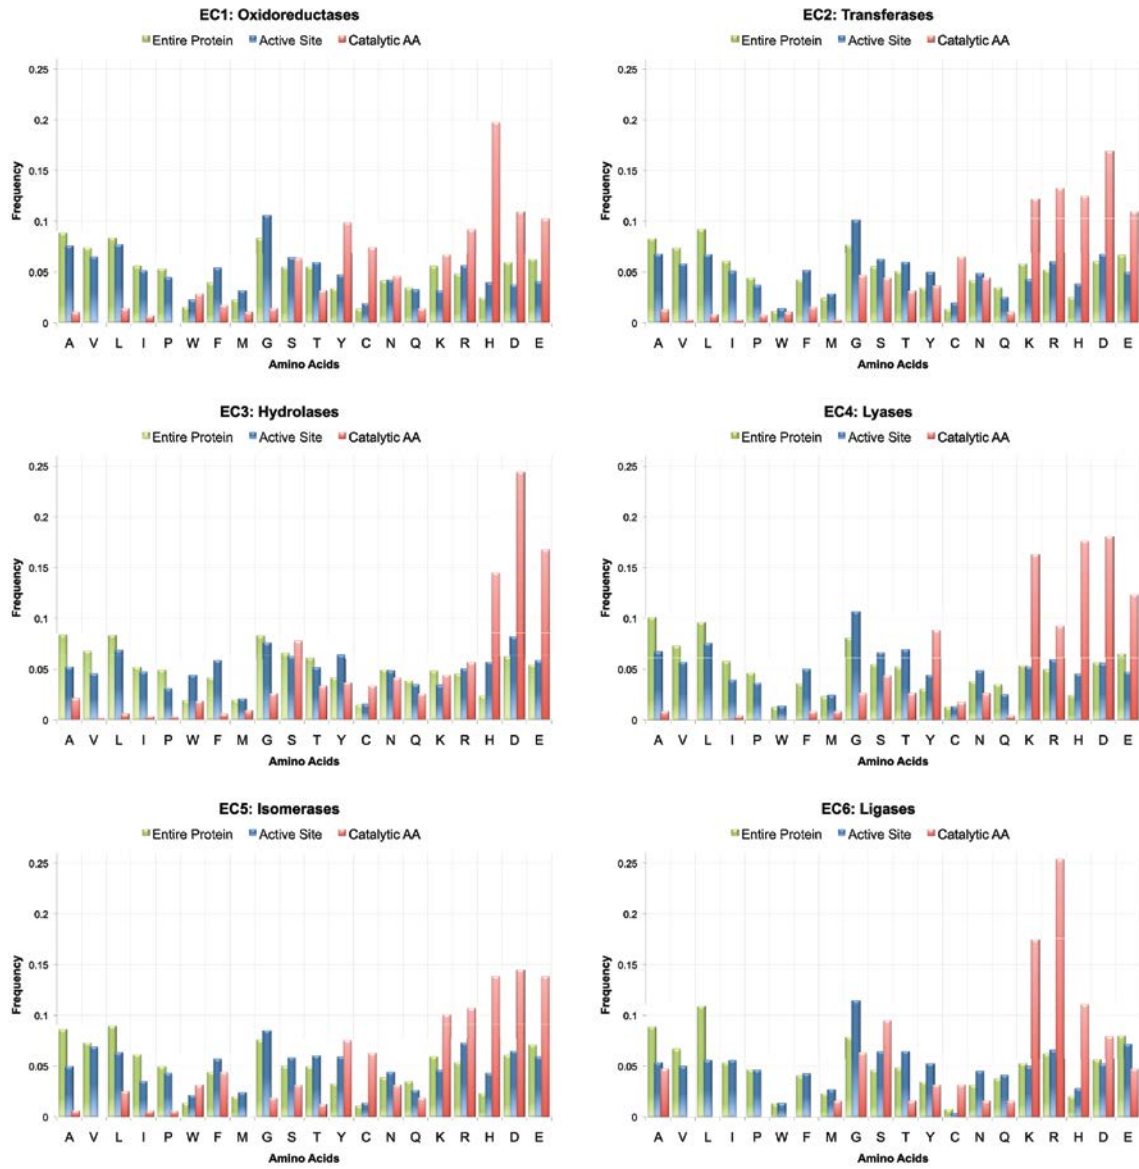 EC1: Oxidoreductases
Entire Protein Active Site Catalytic AA
0.25
0.2
0.15
0.1
0.05
0
Frequency
A V L I P W F M G S T Y C N Q K R H D E
Amino Acids
EC2: Transferases
Entire Protein Active Site Catalytic AA
0.25
0.2
0.15
0.1
0.05
0
Frequency
A V L I P W F M G S T Y C N Q K R H D E
Amino Acids
EC3: Hydrolases
Entire Protein Active Site Catalytic AA
0.25
0.2
0.15
0.1
0.05
0
Frequency
A V L I P W F M G S T Y C N Q K R H D E
Amino Acids
EC4: Lyases
Entire Protein Active Site Catalytic AA
0.25
0.2
0.15
0.1
0.05
0
Frequency
A V L I P W F M G S T Y C N Q K R H D E
Amino Acids
EC5: Isomerases
Entire Protein Active Site Catalytic AA
0.25
0.2
0.15
0.1
0.05
0
Frequency
A V L I P W F M G S T Y C N Q K R H D E
Amino Acids
EC6: Ligases
Entire Protein Active Site Catalytic AA
0.25
0.2
0.15
0.1
0.05
0
Frequency
A V L I P W F M G S T Y C N Q K R H D E
Amino Acids